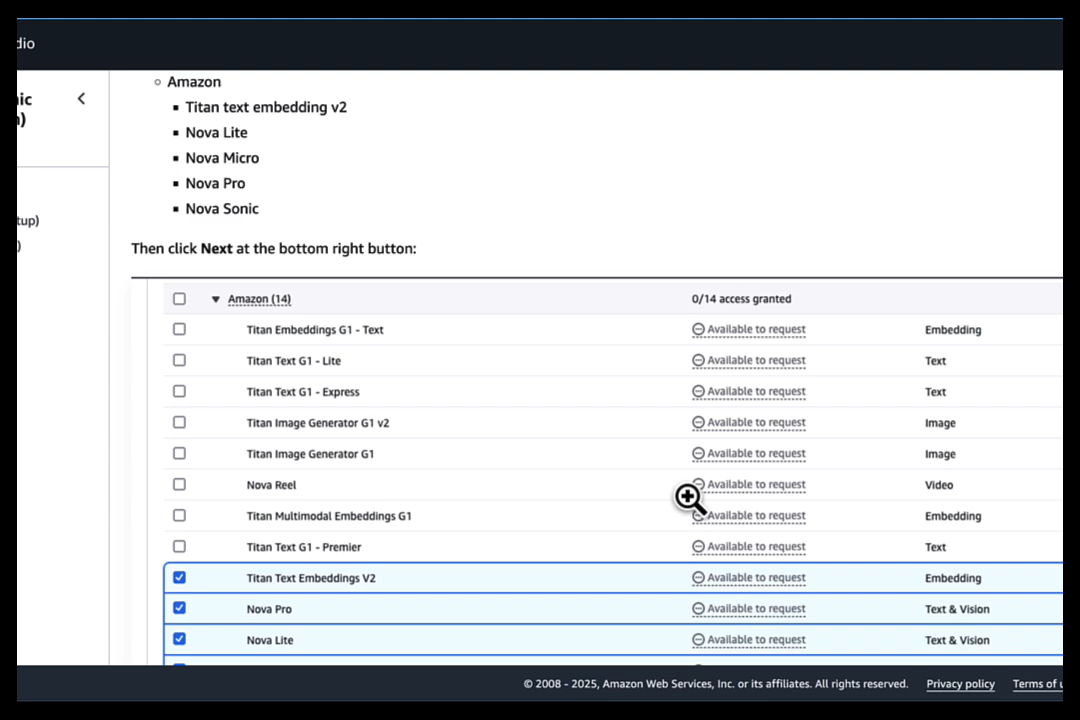 dio
ic
)
Amazon
Titan text embedding v2
Nova Lite
Nova Micro
Nova Pro
Nova Sonic
tup)
)
Then click Next at the bottom right button:
Amazon (14) 0/14 access granted
Titan Embeddings G1 - Text Available to request Embedding
Titan Text G1 - Lite Available to request Text
Titan Text G1 - Express Available to request Text
Titan Image Generator G1 v2 Available to request Image
Titan Image Generator G1 Available to request Image
Nova Reel Available to request Video
Titan Multimodal Embeddings G1 Available to request Embedding
Titan Text G1 - Premier Available to request Text
Titan Text Embeddings V2 Available to request Embedding
Nova Pro Available to request Text & Vision
Nova Lite Available to request Text & Vision
© 2008 - 2025, Amazon Web Services, Inc. or its affiliates. All rights reserved. Privacy policy Terms of